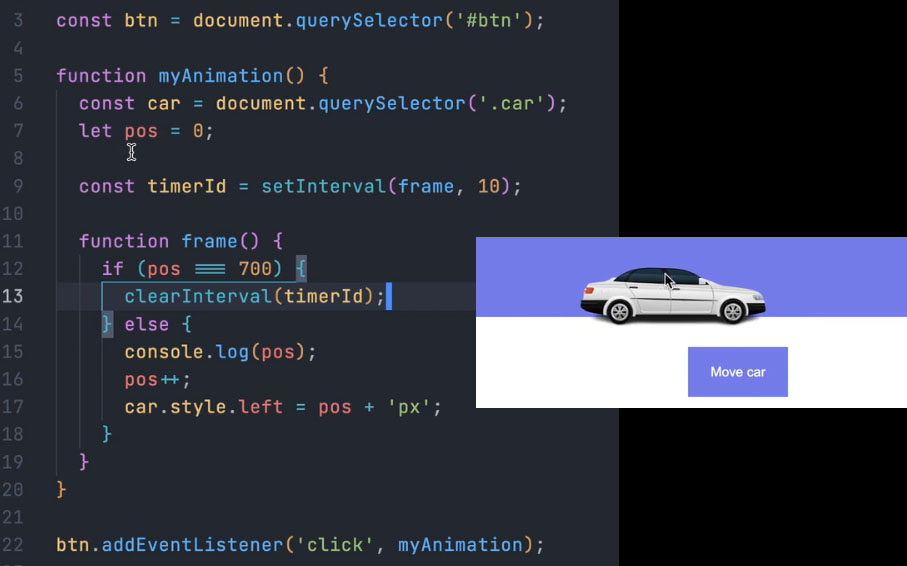 3 const btn = document.querySelector('#btn');
4
5 function myAnimation() {
6 const car = document.querySelector('.car');
7 let pos = 0;
8
9 const timerId = setInterval(frame, 10);
10
11 function frame() {
12 if (pos === 700) {
13 clearInterval(timerId);
14 } else {
15 console.log(pos);
16 pos++;
17 car.style.left = pos + 'px';
18 }
19 }
20 }
21
22 btn.addEventListener('click', myAnimation);
Move car